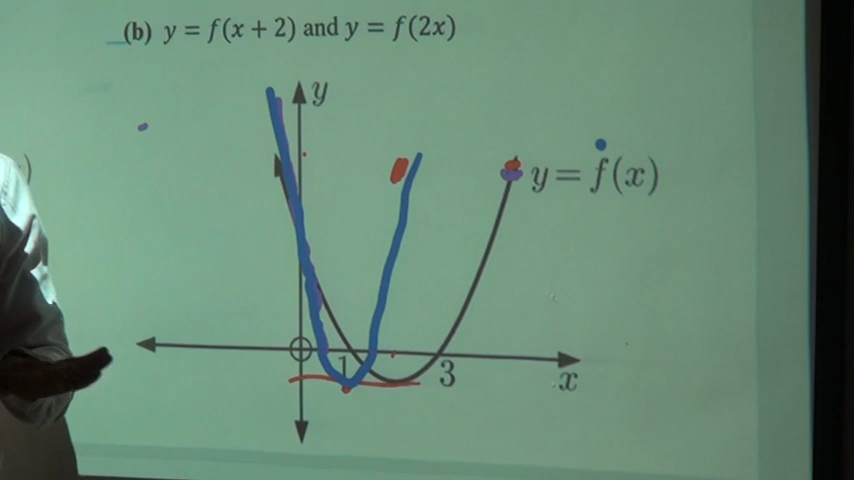 (b) y = f(x + 2) and y = f(2x)
y
)
y = f(x)
1
3
x